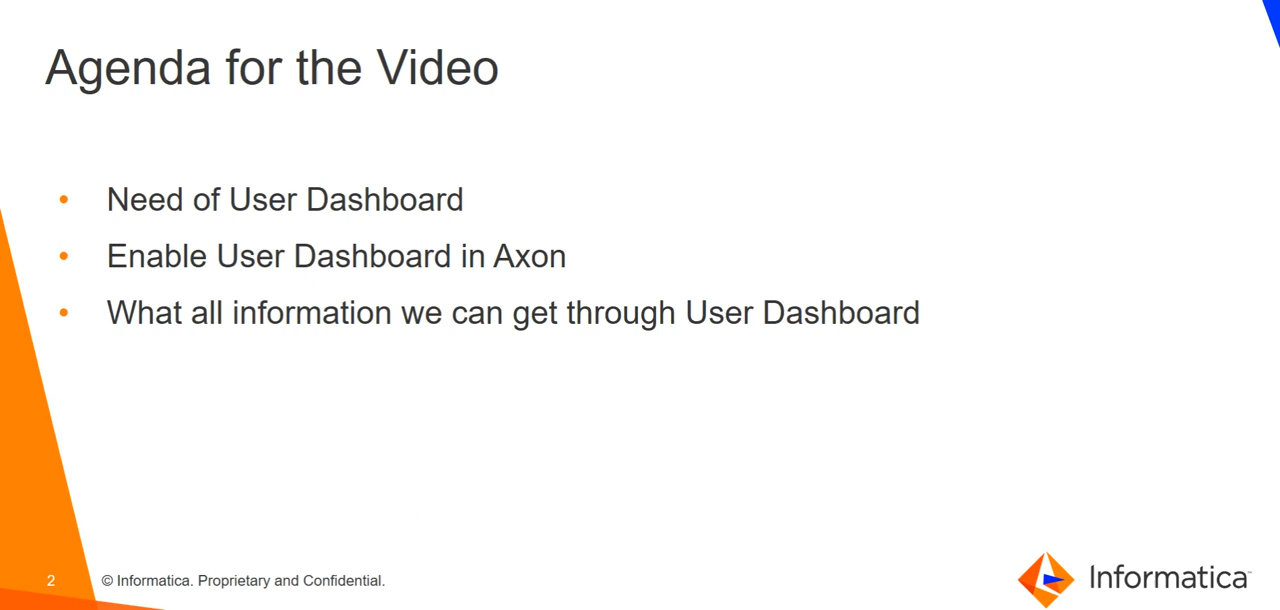 Agenda for the Video
• Need of User Dashboard
• Enable User Dashboard in Axon
• What all information we can get through User Dashboard
2
© Informatica. Proprietary and Confidential.
Informatica™